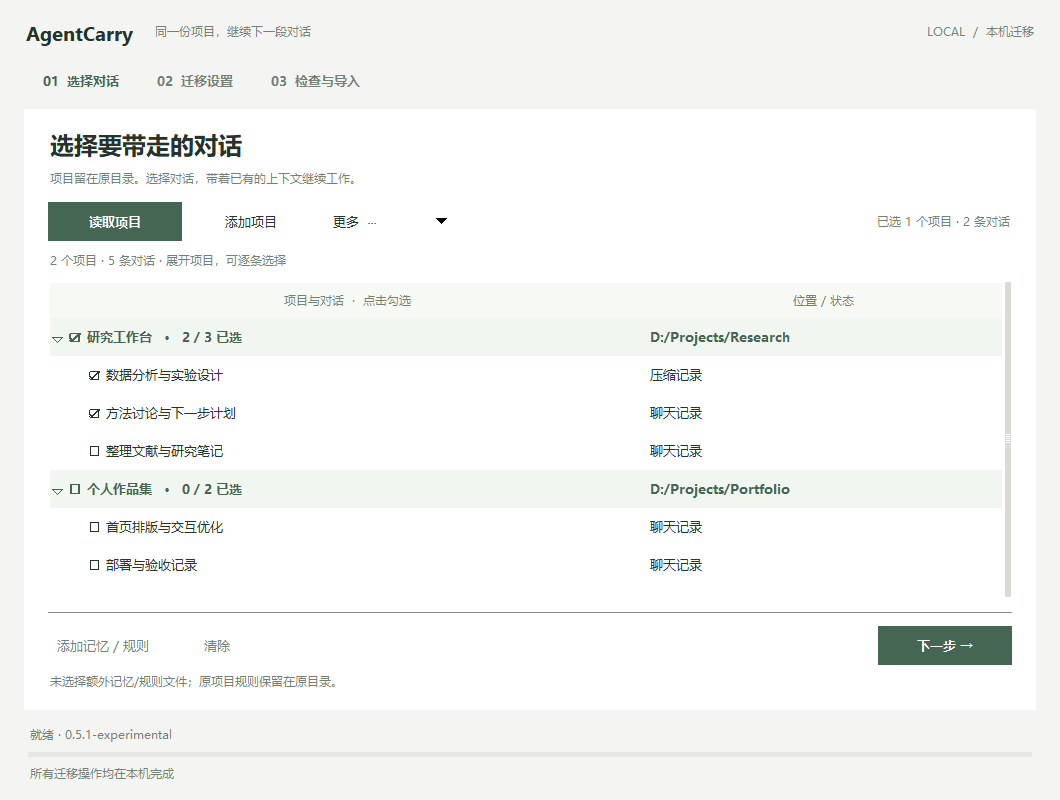 AgentCarry 同一份项目，继续下一段对话 LOCAL / 本机迁移
01 选择对话 02 迁移设置 03 检查与导入
选择要带走的对话
项目留在原目录。选择对话，带着已有的上下文继续工作。
读取项目 添加项目 更多 ... 已选 1 个项目 · 2 条对话
2 个项目 · 5 条对话 · 展开项目，可逐条选择
项目与对话 · 点击勾选 位置 / 状态
研究工作台 • 2 / 3 已选 D:/Projects/Research
数据分析与实验设计 压缩记录
方法讨论与下一步计划 聊天记录
整理文献与研究笔记 聊天记录
个人作品集 • 0 / 2 已选 D:/Projects/Portfolio
首页排版与交互优化 聊天记录
部署与验收记录 聊天记录
添加记忆 / 规则 清除 下一步 →
未选择额外记忆/规则文件；原项目规则保留在原目录。
就绪 · 0.5.1-experimental
所有迁移操作均在本机完成